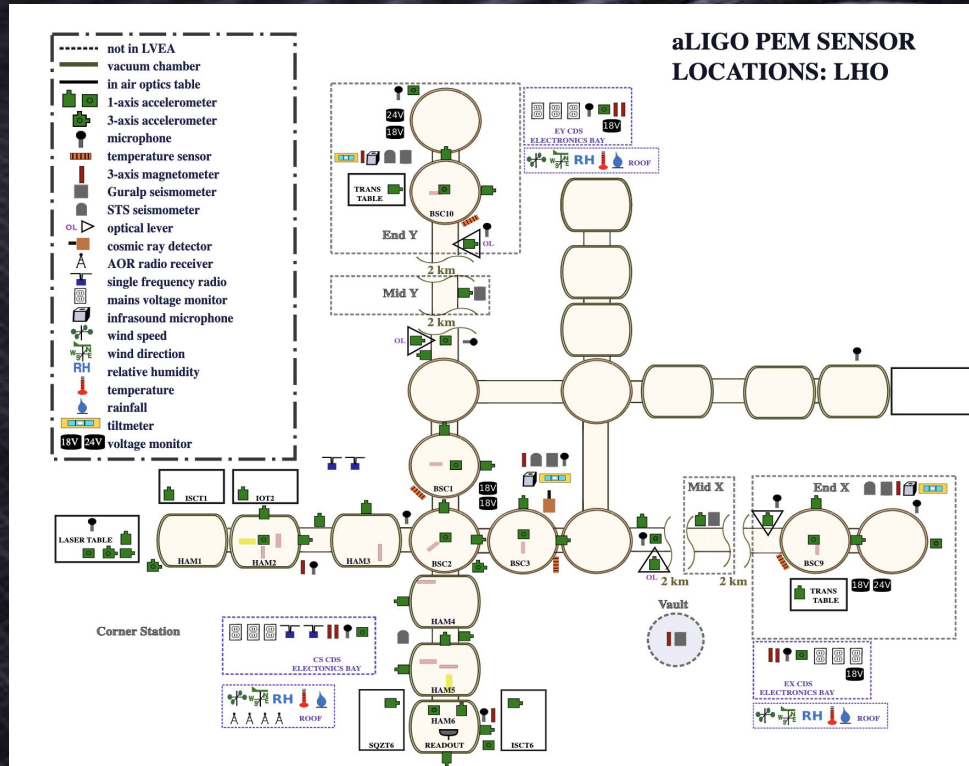 aLIGO PEM SENSOR
LOCATIONS: LHO
not in LVEA
vacuum chamber
in air optics table
1-axis accelerometer
3-axis accelerometer
microphone
temperature sensor
3-axis magnetometer
Guralp seismometer
STS seismometer
OL optical lever
cosmic ray detector
AOR radio receiver
single frequency radio
mains voltage monitor
infrasound microphone
wind speed
W S N E wind direction
RH relative humidity
temperature
rainfall
tiltmeter
18V 24V voltage monitor
24V
18V
TRANS
TABLE
BSC10
End Y
OL
2 km
Mid Y
2 km
OL
EY CDS
ELECTRONICS BAY
18V
W S N E RH ROOF
BSC1
18V
18V
ISCT1
IOT2
LASER TABLE
HAM1
HAM2
HAM3
BSC2
BSC3
OL
2 km
Mid X
2 km
End X
BSC9
TRANS
TABLE
18V 24V
Vault
HAM4
HAM5
HAM6
READOUT
SQZT6
ISCT6
Corner Station
CS CDS
ELECTONICS BAY
W S N E RH
ROOF
EX CDS
ELECTRONICS BAY
18V
W S N E RH ROOF